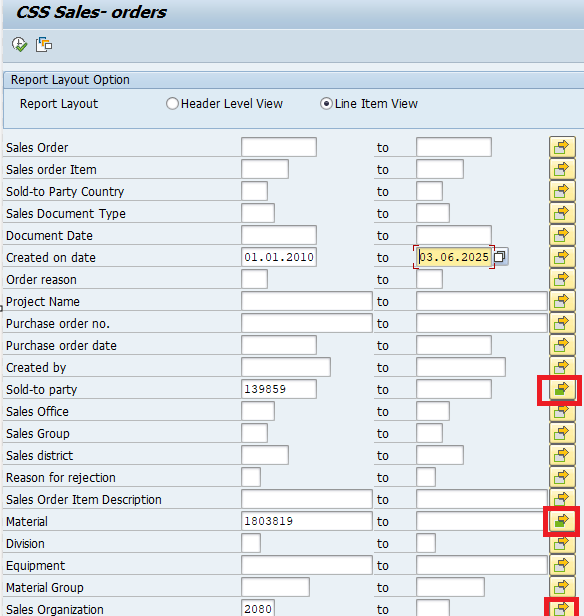 CSS Sales- orders
Report Layout Option
Report Layout Header Level View Line Item View
Sales Order to
Sales order Item to
Sold-to Party Country to
Sales Document Type to
Document Date to
Created on date 01.01.2010 to 03.06.2025
Order reason to
Project Name to
Purchase order no. to
Purchase order date to
Created by to
Sold-to party 139859 to
Sales Office to
Sales Group to
Sales district to
Reason for rejection to
Sales Order Item Description to
Material 1803819 to
Division to
Equipment to
Material Group to
Sales Organization 2080 to